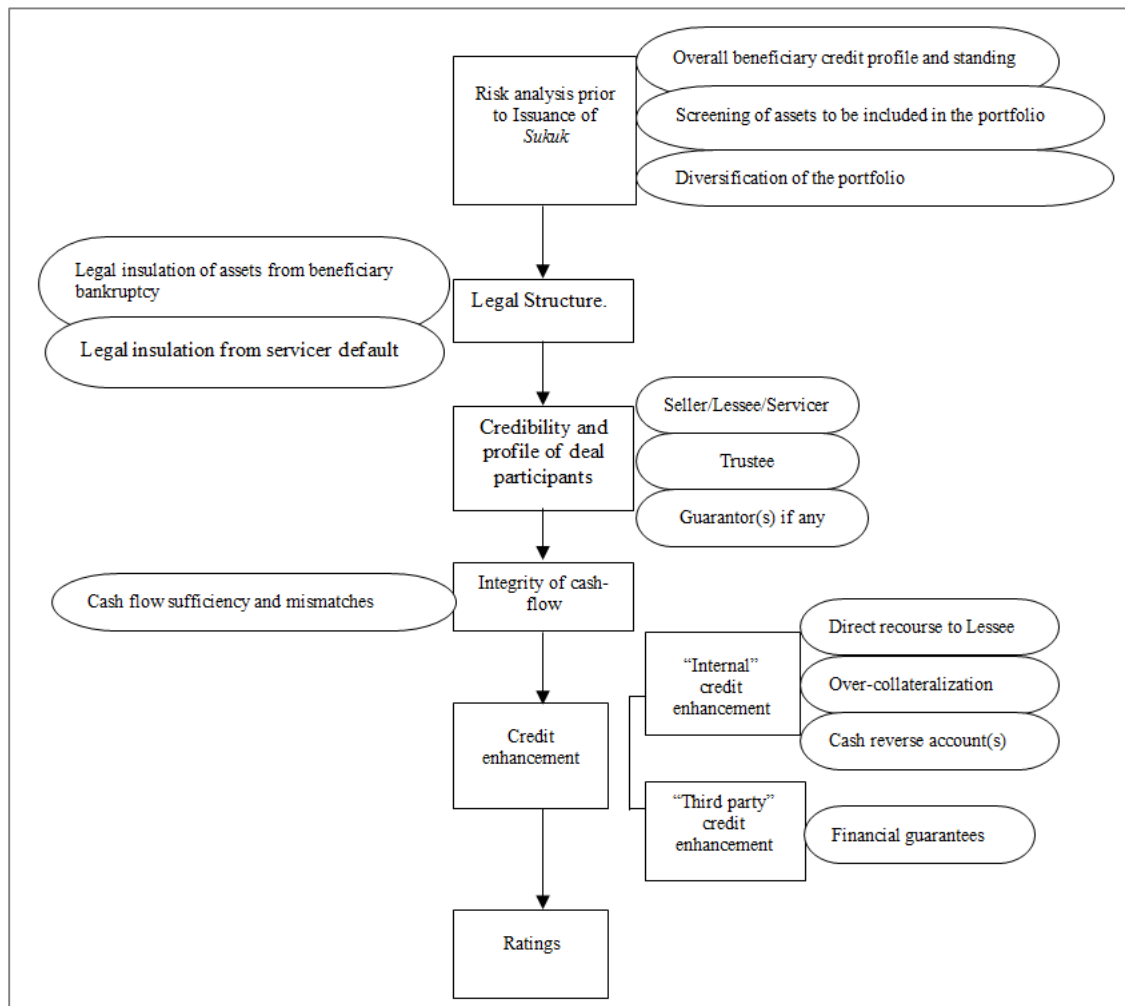 Overall beneficiary credit profile and standing
Risk analysis prior
to Issuance of
Sukuk
Screening of assets to be included in the portfolio
Diversification of the portfolio
Legal insulation of assets from beneficiary
bankruptcy
Legal Structure.
Legal insulation from servicer default
Seller/Lessee/Servicer
Credibility and
profile of deal
participants
Trustee
Guarantor(s) if any
Integrity of cash-
flow
Cash flow sufficiency and mismatches
Direct recourse to Lessee
“Internal”
credit
enhancement
Over-collateralization
Cash reverse account(s)
Credit
enhancement
“Third party”
credit
enhancement
Financial guarantees
Ratings